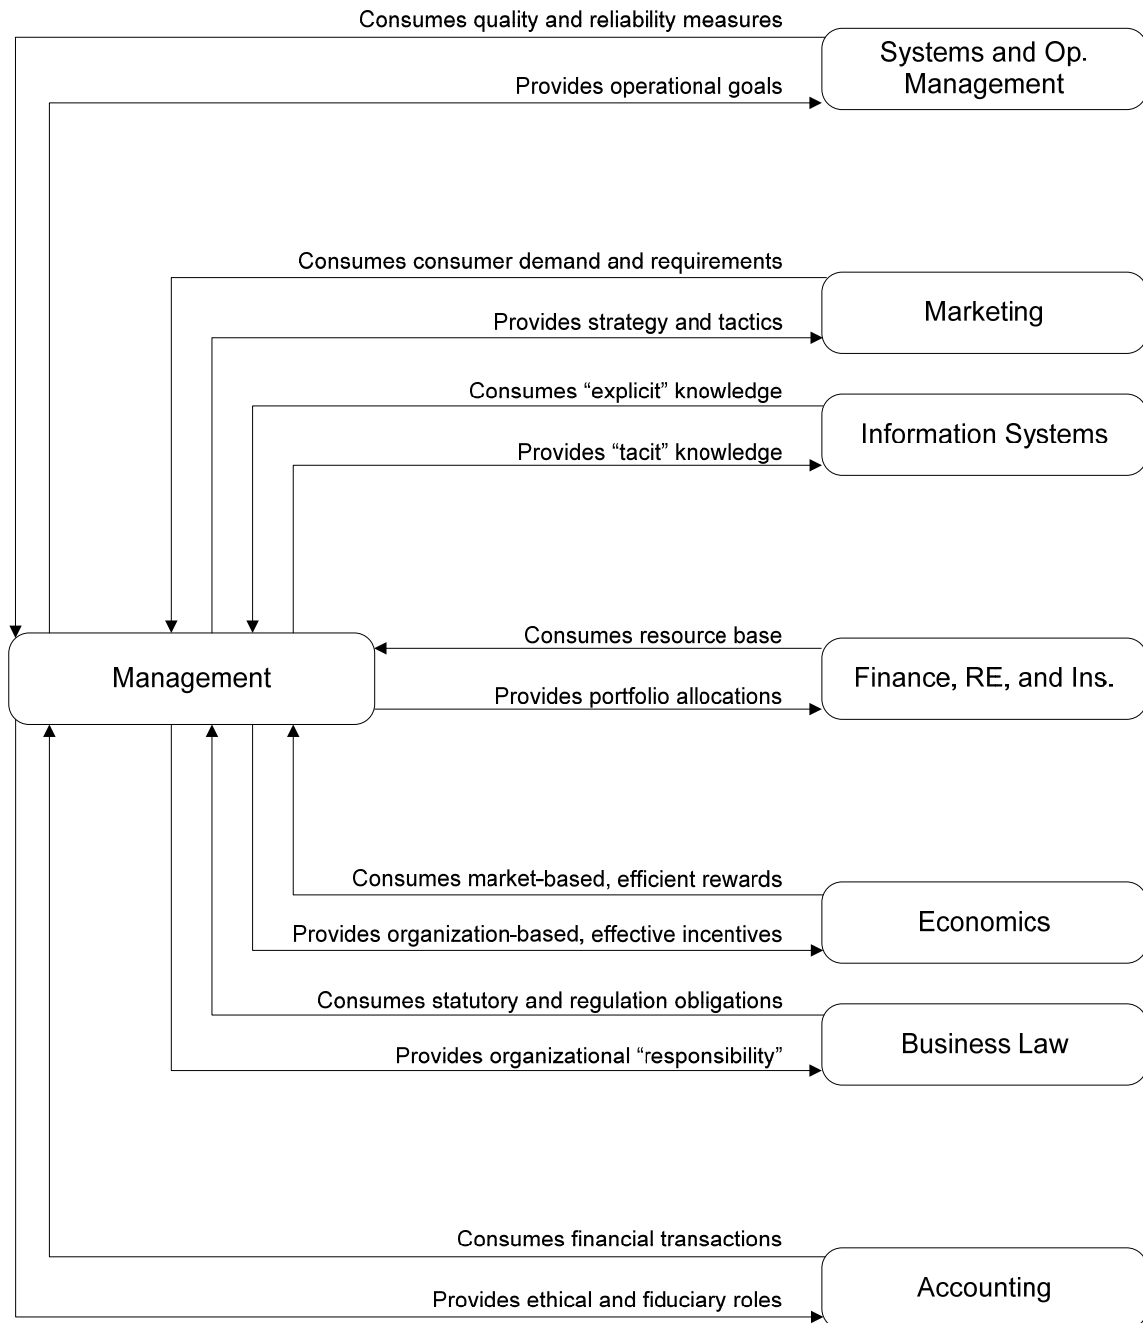 Consumes quality and reliability measures
Systems and Op.
Management
Provides operational goals
Consumes consumer demand and requirements
Marketing
Provides strategy and tactics
Consumes “explicit” knowledge
Information Systems
Provides “tacit” knowledge
Consumes resource base
Management
Finance, RE, and Ins.
Provides portfolio allocations
Consumes market-based, efficient rewards
Economics
Provides organization-based, effective incentives
Consumes statutory and regulation obligations
Business Law
Provides organizational “responsibility”
Consumes financial transactions
Accounting
Provides ethical and fiduciary roles